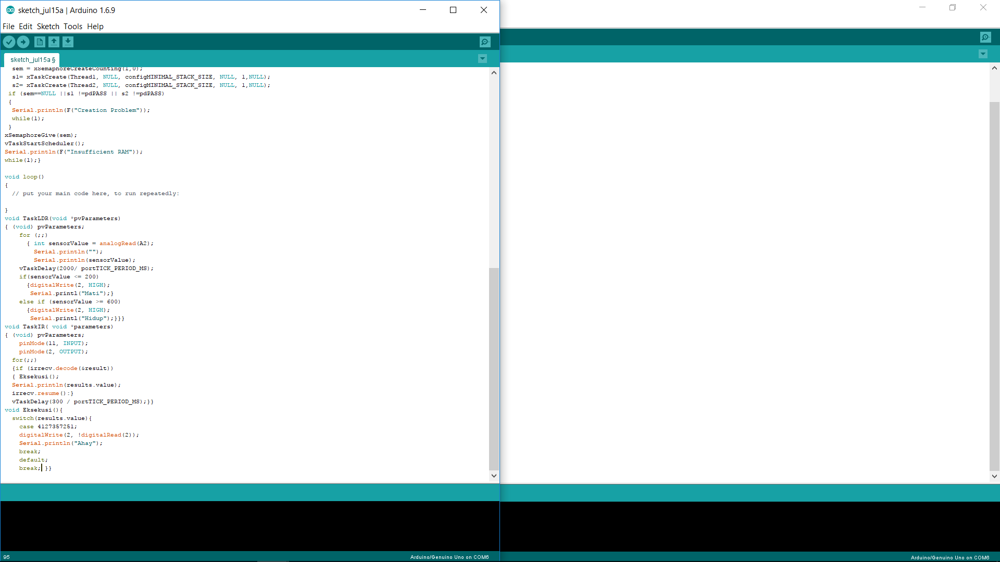 sketch_jul15a | Arduino 1.6.9
File Edit Sketch Tools Help
sketch_jul15a §
sem = xSemaphoreCreateCounting(1,0);
s1= xTaskCreate(Thread1, NULL, configMINIMAL_STACK_SIZE, NULL, 1,NULL);
s2= xTaskCreate(Thread2, NULL, configMINIMAL_STACK_SIZE, NULL, 1,NULL);
if (sem==NULL ||s1 !=pdPASS || s2 !=pdPASS)
{
Serial.println(F("Creation Problem"));
while(1);
}
xSemaphoreGive(sem);
vTaskStartScheduler();
Serial.println(F("Insufficient RAM"));
while(1);}
void loop()
{
// put your main code here, to run repeatedly:
}
void TaskLDR(void *pvParameters)
{ (void) pvParameters;
for (;;)
{ int sensorValue = analogRead(A2);
Serial.println("");
Serial.println(sensorValue);
vTaskDelay(2000/ portTICK_PERIOD_MS);
if(sensorValue <= 200)
{digitalWrite(2, HIGH);
Serial.printl("Mati");}
else if (sensorValue >= 600)
{digitalWrite(2, HIGH);
Serial.printl("Hidup");}}}
void TaskIR( void *parameters)
{ (void) pvParameters;
pinMode(11, INPUT);
pinMode(2, OUTPUT);
for(;;)
{if (irrecv.decode(&result))
{ Eksekusi();
Serial.println(results.value);
irrecv.resume():}
vTaskDelay(300 / portTICK_PERIOD_MS);}}
void Eksekusi(){
switch(results.value){
case 4127357251;
digitalWrite(2, !digitalRead(2));
Serial.println("Ahay");
break;
default;
break; }}
95
Arduino/Genuino Uno on COM6
Arduino/Genuino Uno on COM6